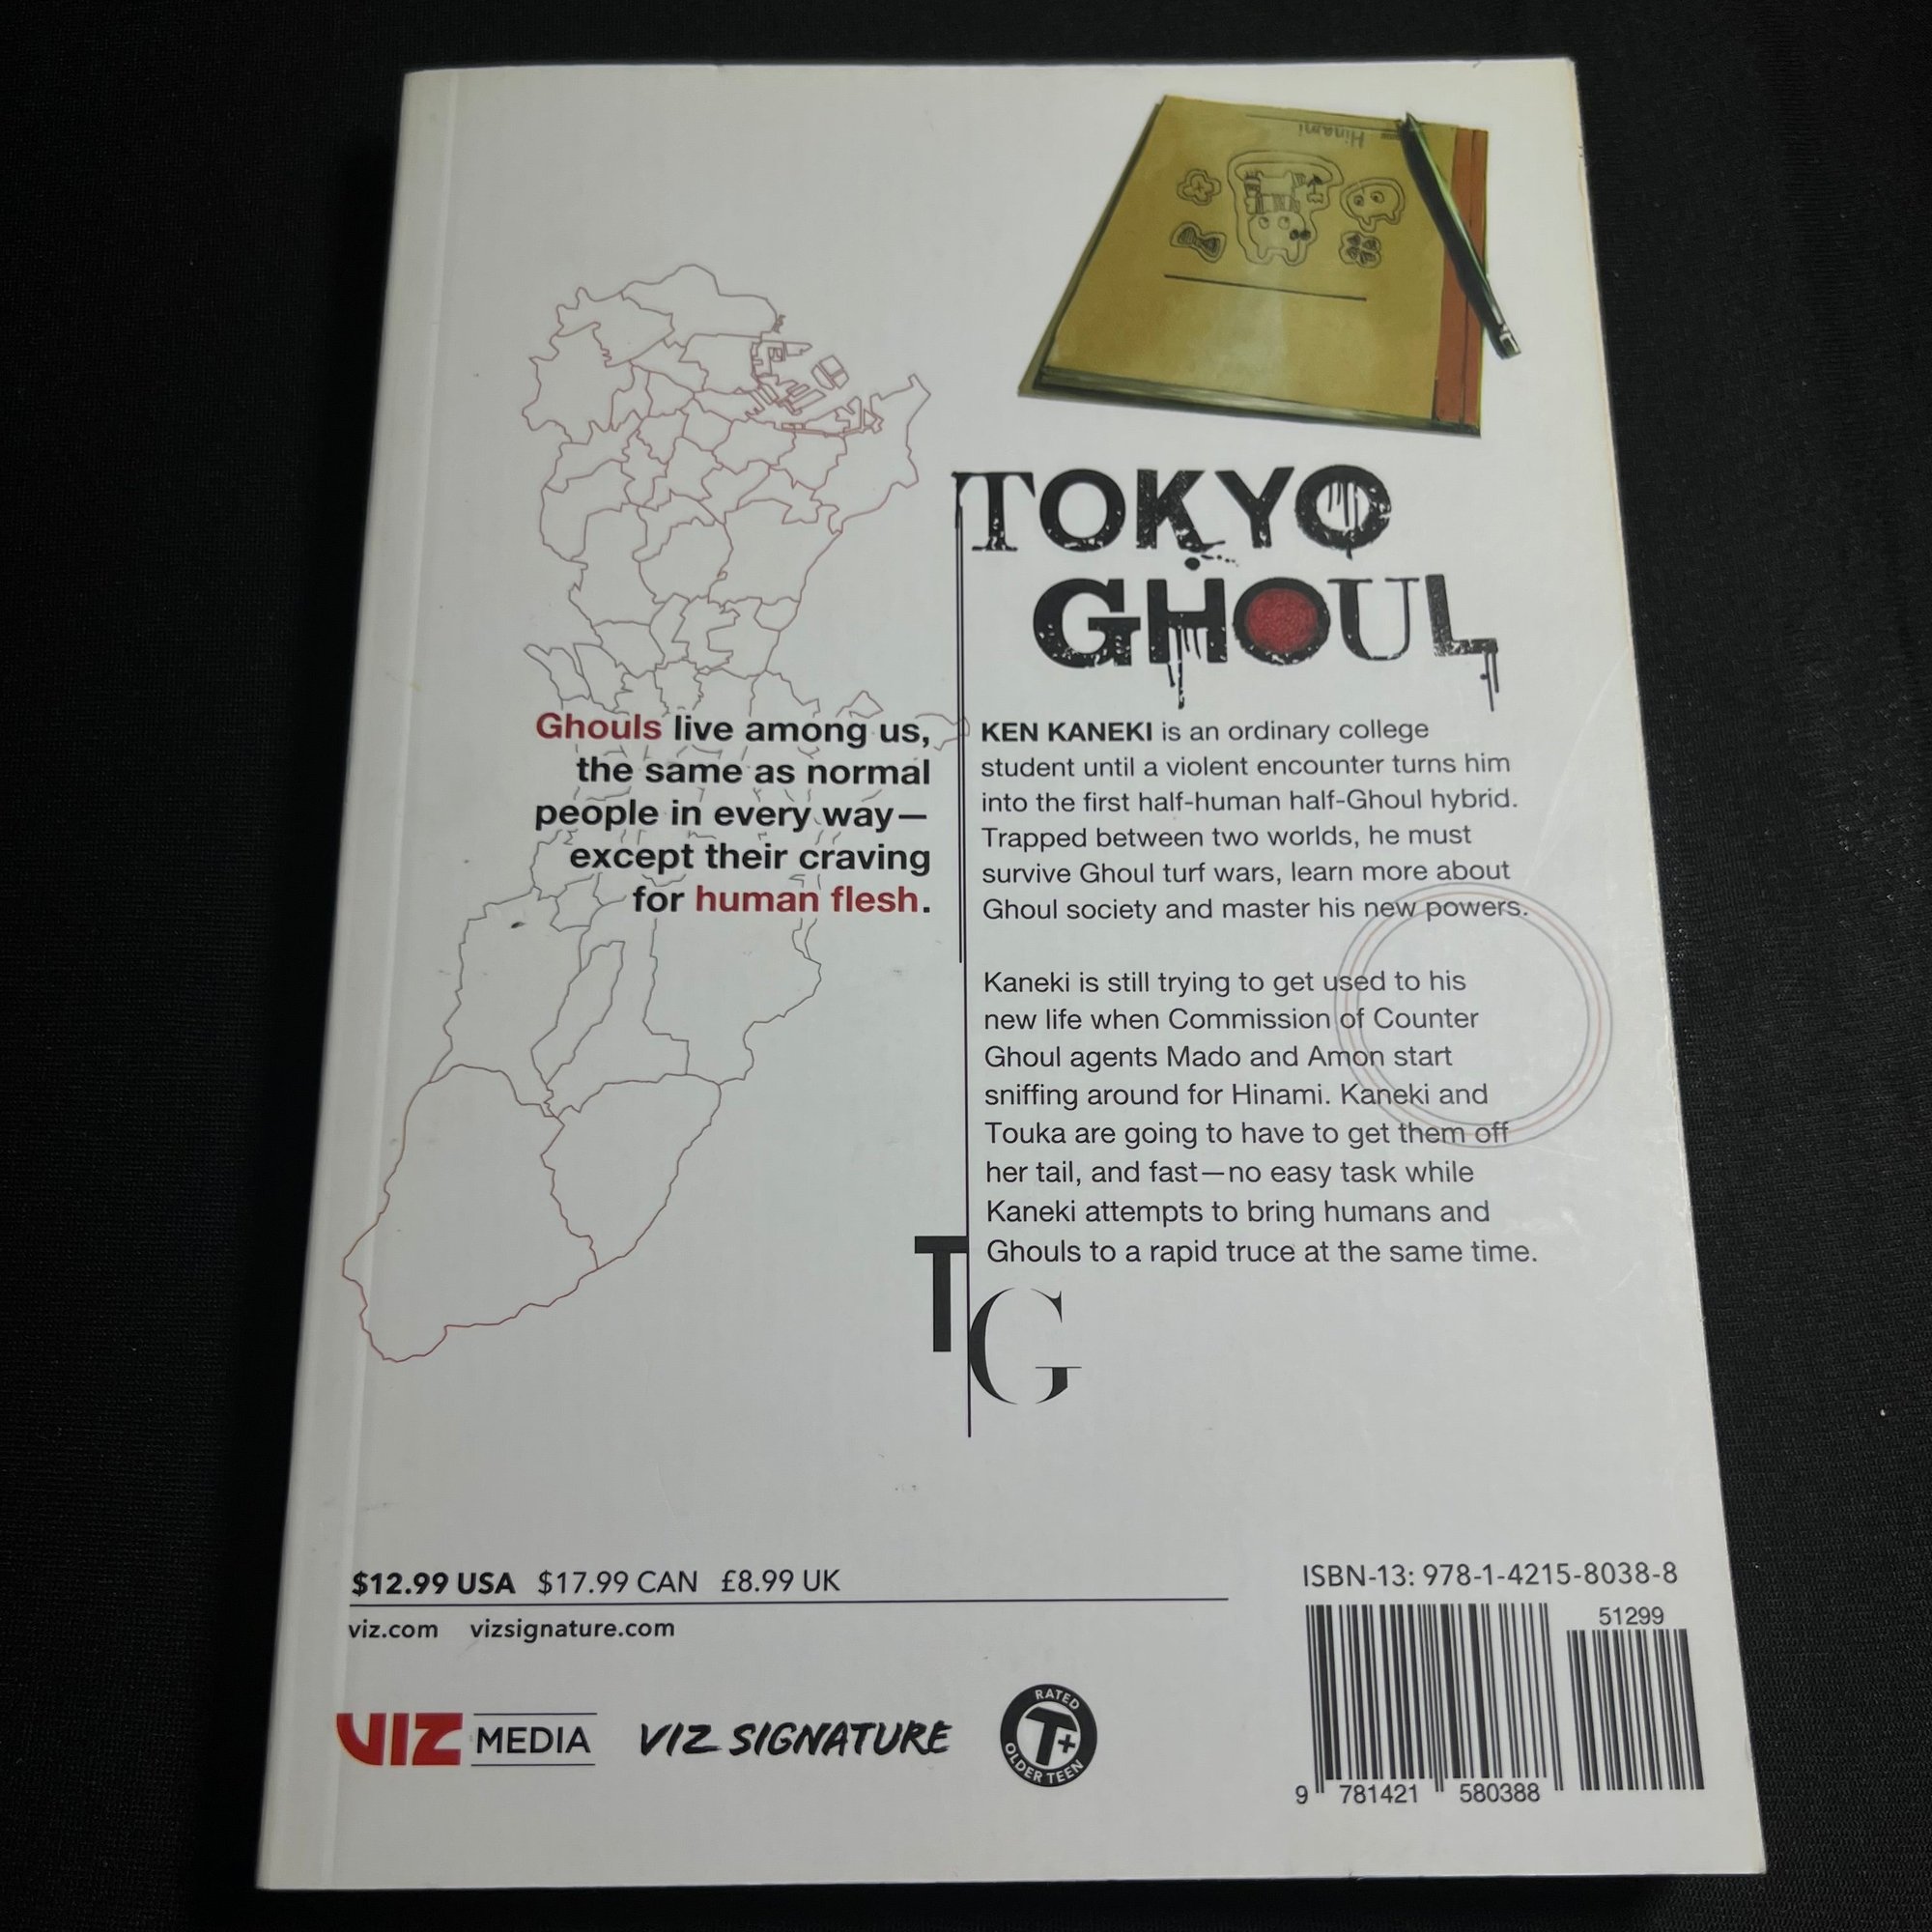 Hinami
TOKYO
GHOUL
Ghouls live among us,
the same as normal
people in every way—
except their craving
for human flesh.
KEN KANEKI is an ordinary college
student until a violent encounter turns him
into the first half-human half-Ghoul hybrid.
Trapped between two worlds, he must
survive Ghoul turf wars, learn more about
Ghoul society and master his new powers.
Kaneki is still trying to get used to his
new life when Commission of Counter
Ghoul agents Mado and Amon start
sniffing around for Hinami. Kaneki and
Touka are going to have to get them off
her tail, and fast—no easy task while
Kaneki attempts to bring humans and
Ghouls to a rapid truce at the same time.
TG
$12.99 USA $17.99 CAN £8.99 UK
viz.com vizsignature.com
VIZ MEDIA
VIZ SIGNATURE
RATED
T+
OLDER TEEN
ISBN-13: 978-1-4215-8038-8
51299
9 781421 580388